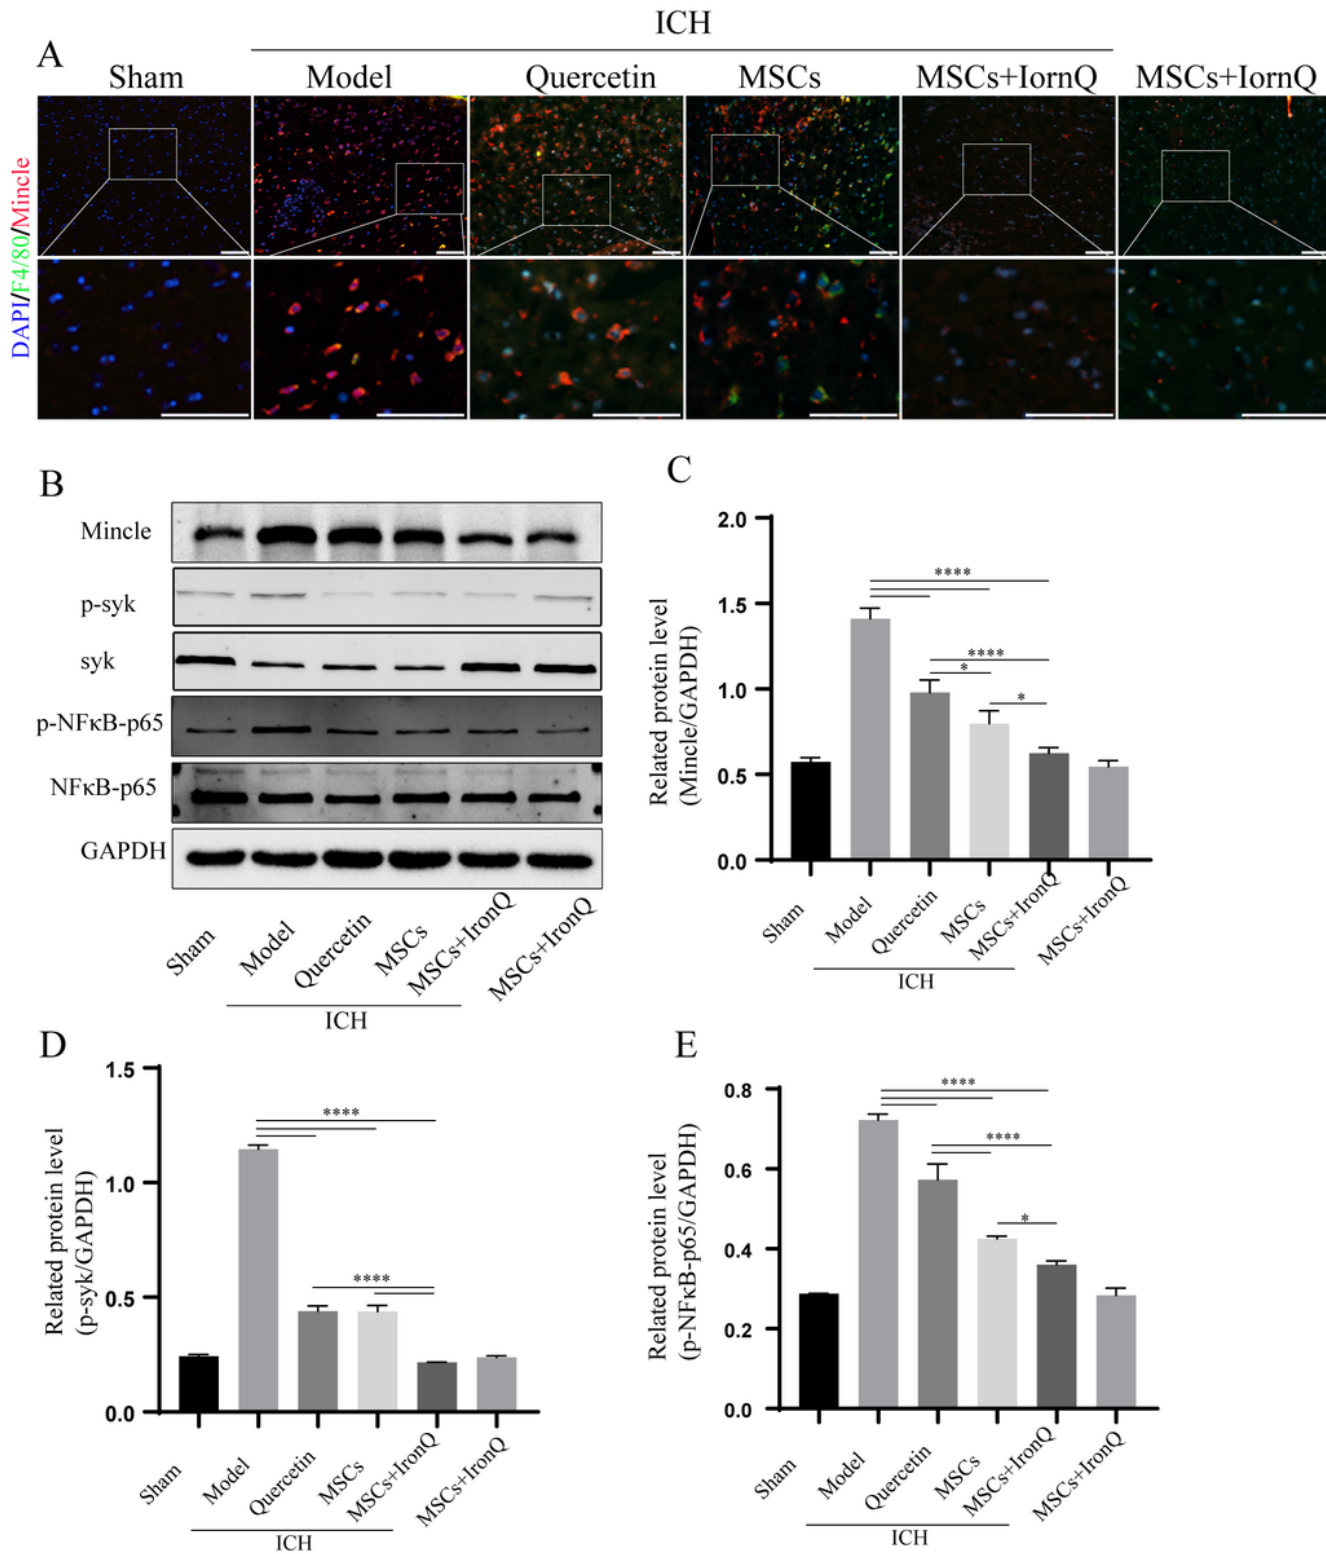 ICH
A
Sham Model Quercetin MSCs MSCs+IornQ MSCs+IornQ
DAPI/F4/80/Mincle
B
Mincle
p-syk
syk
p-NFκB-p65
NFκB-p65
GAPDH
Sham Model Quercetin MSCs MSCs+IronQ MSCs+IronQ
ICH
C
Related protein level
(Mincle/GAPDH)
2.0
1.5
1.0
0.5
0.0
****
****
*
*
Sham Model Quercetin MSCs MSCs+IronQ MSCs+IronQ
ICH
D
Related protein level
(p-syk/GAPDH)
1.5
1.0
0.5
0.0
****
****
Sham Model Quercetin MSCs MSCs+IronQ MSCs+IronQ
ICH
E
Related protein level
(p-NFκB-p65/GAPDH)
0.8
0.6
0.4
0.2
0.0
****
****
*
Sham Model Quercetin MSCs MSCs+IronQ MSCs+IronQ
ICH